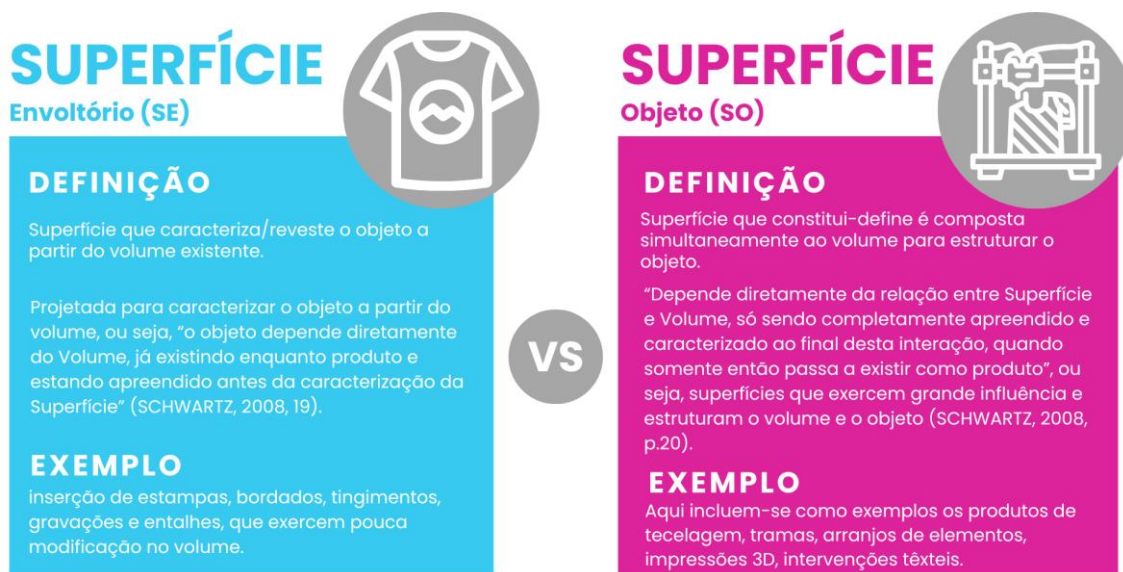 SUPERFÍCIE
Envoltório (SE)
DEFINIÇÃO
Superfície que caracteriza/reveste o objeto a
partir do volume existente.
Projetada para caracterizar o objeto a partir do
volume, ou seja, “o objeto depende diretamente
do Volume, já existindo enquanto produto e
estando apreendido antes da caracterização da
Superfície” (SCHWARTZ, 2008, 19).
EXEMPLO
inserção de estampas, bordados, tingimentos,
gravações e entalhes, que exercem pouca
modificação no volume.
VS
SUPERFÍCIE
Objeto (SO)
DEFINIÇÃO
Superfície que constitui-define é composta
simultaneamente ao volume para estruturar o
objeto.
“Depende diretamente da relação entre Superfície
e Volume, só sendo completamente apreendido e
caracterizado ao final desta interação, quando
somente então passa a existir como produto”, ou
seja, superfícies que exercem grande influência e
estruturam o volume e o objeto (SCHWARTZ, 2008,
p.20).
EXEMPLO
Aqui incluem-se como exemplos os produtos de
tecelagem, tramas, arranjos de elementos,
impressões 3D, intervenções têxteis.